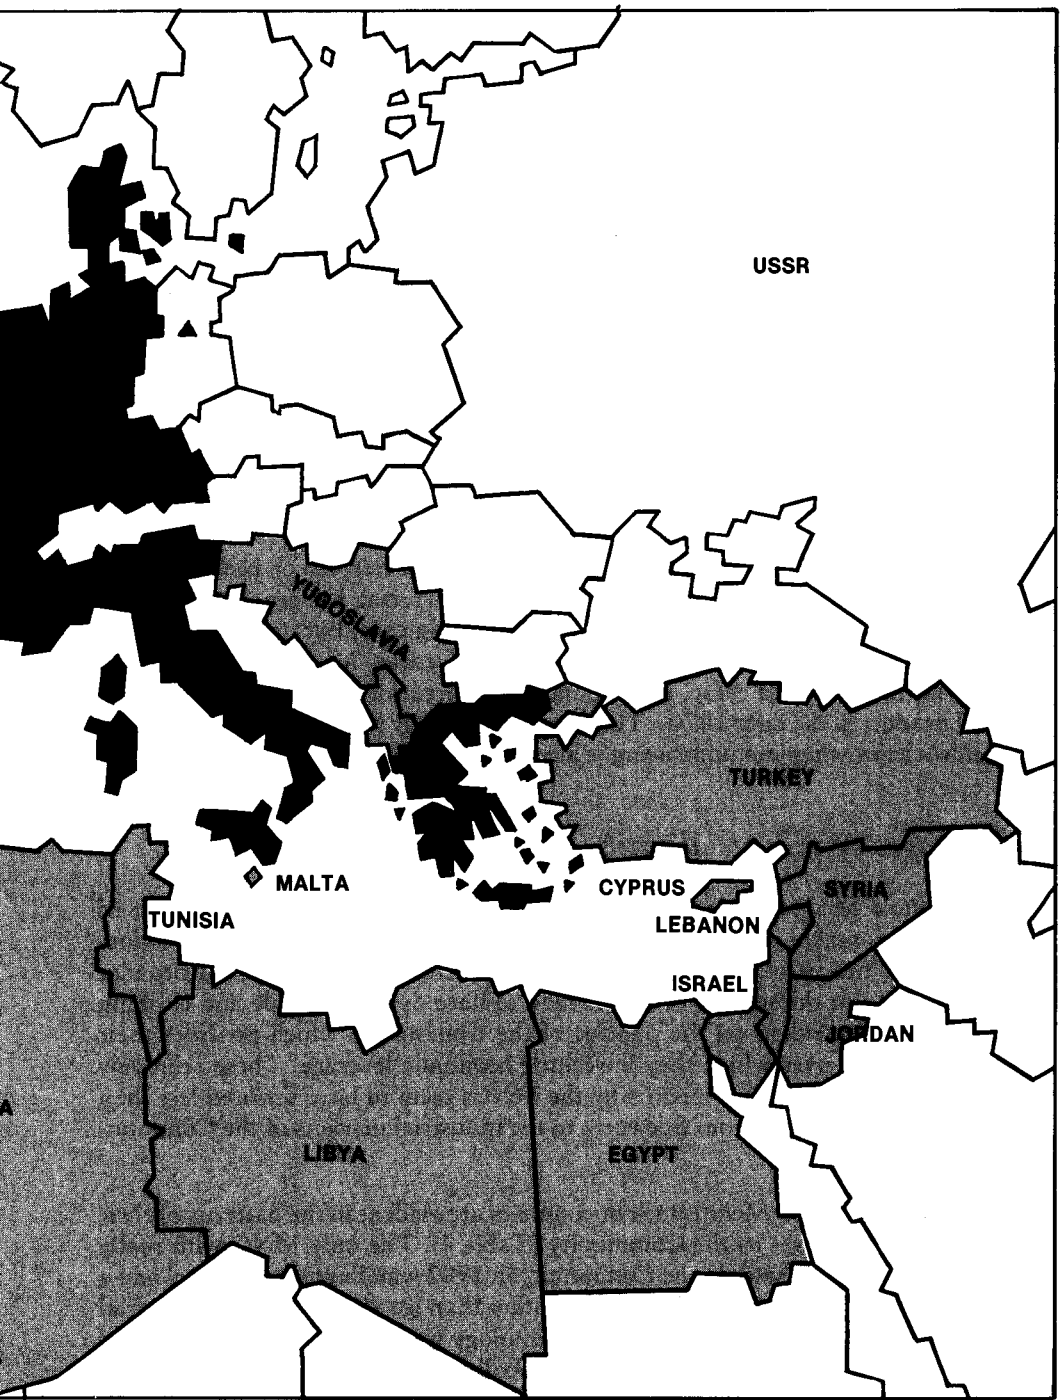 USSR
YUGOSLAVIA
TURKEY
MALTA
CYPRUS
SYRIA
TUNISIA
LEBANON
ISRAEL
JORDAN
A
LIBYA
EGYPT